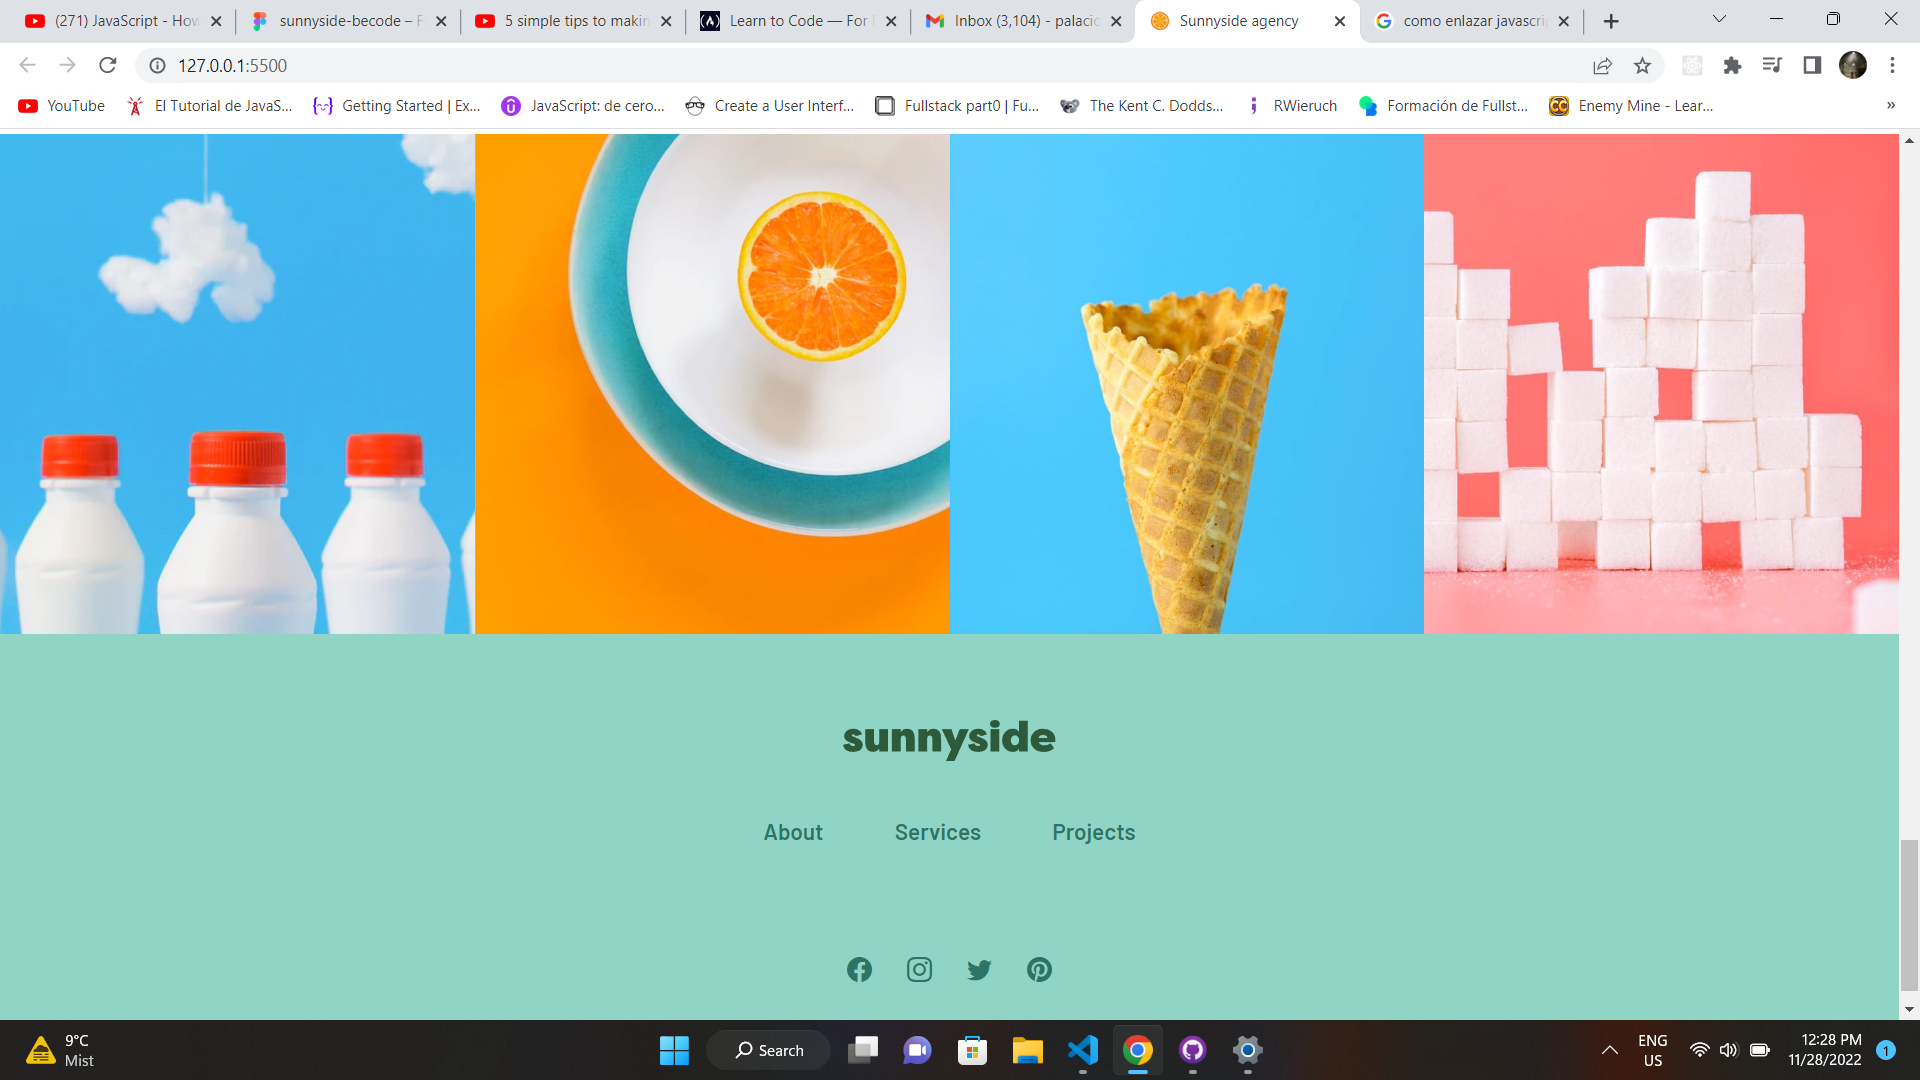 (271) JavaScript - How
sunnyside-becode – F
5 simple tips to makin
Learn to Code — For
Inbox (3,104) - palacio
Sunnyside agency
como enlazar javascri
127.0.0.1:5500
YouTube
El Tutorial de JavaS...
Getting Started | Ex...
JavaScript: de cero...
Create a User Interf...
Fullstack part0 | Fu...
The Kent C. Dodds...
RWieruch
Formación de Fullst...
Enemy Mine - Lear...
»
sunnyside
About
Services
Projects
9°C
Mist
Search
ENG
US
12:28 PM
11/28/2022
1